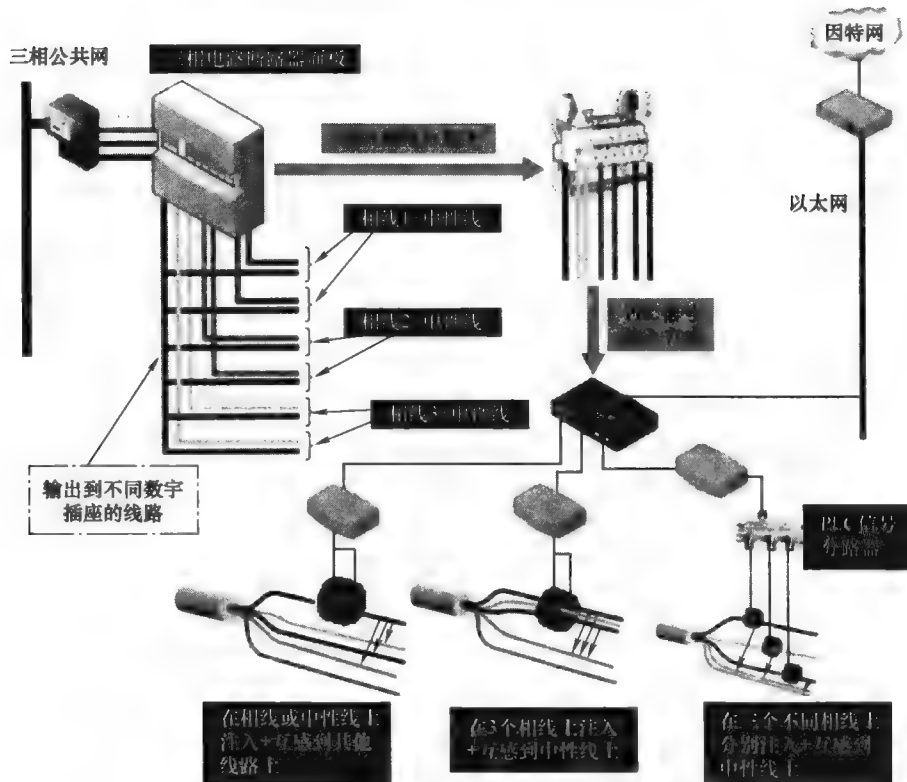 因特网
三相公共网
三相电路断路器面板
以太网
相线1+中性线
相线2+中性线
相线3+中性线
输出到不同数字
插座的线路
PLC信号
在相线或中性线上
注入+互感到其他
线路上
在3个相线上注入
+互感到中性线上
在三个不同相线上
分别注入+互感到
中性线上